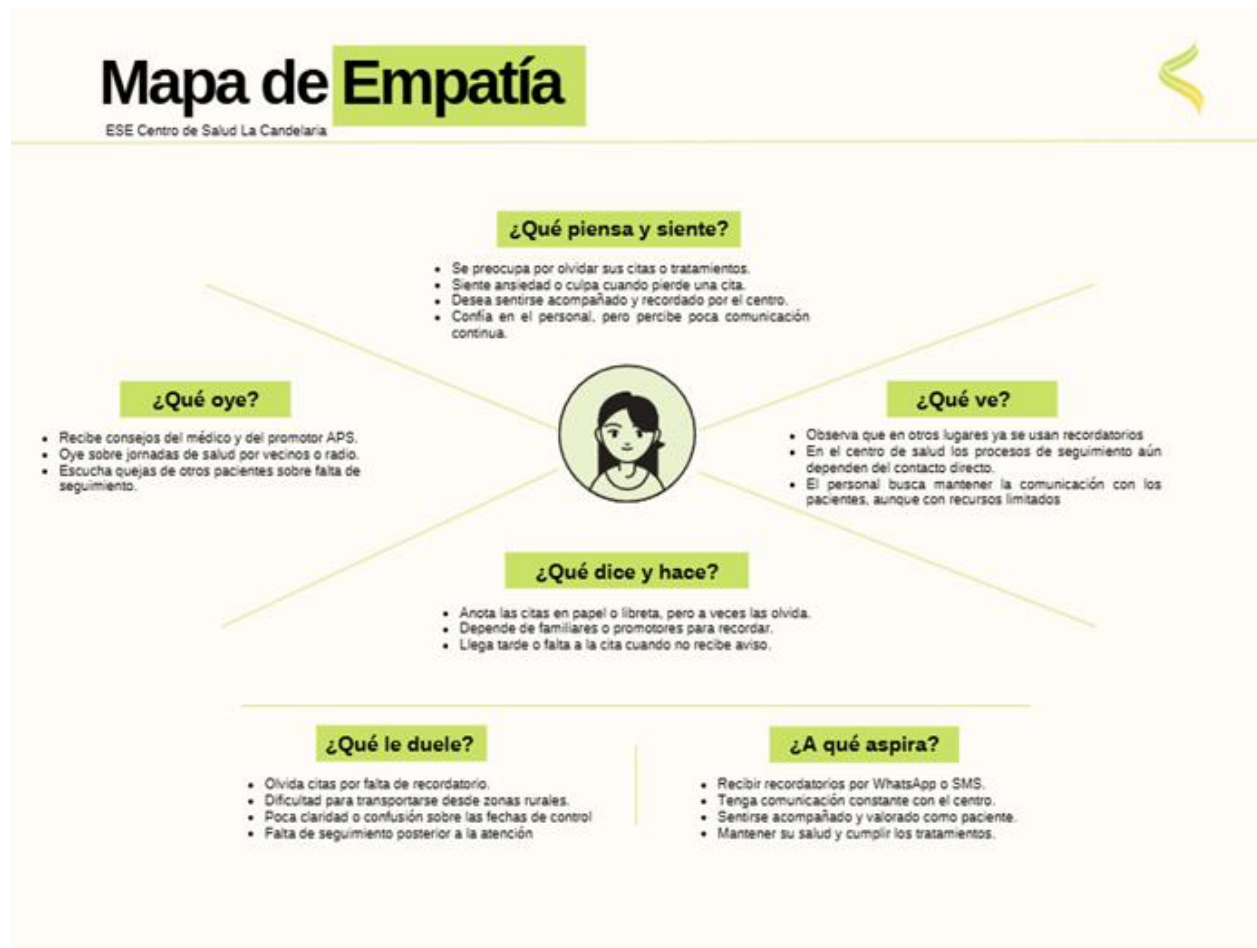 Mapa de Empatía
ESE Centro de Salud La Candelaria
¿Qué piensa y siente?
• Se preocupa por olvidar sus citas o tratamientos.
• Siente ansiedad o culpa cuando pierde una cita.
• Desea sentirse acompañado y recordado por el centro.
• Confía en el personal, pero percibe poca comunicación
continua.
¿Qué oye?
• Recibe consejos del médico y del promotor APS.
• Oye sobre jornadas de salud por vecinos o radio.
• Escucha quejas de otros pacientes sobre falta de
seguimiento.
¿Qué ve?
• Observa que en otros lugares ya se usan recordatorios
• En el centro de salud los procesos de seguimiento aún
dependen del contacto directo.
• El personal busca mantener la comunicación con los
pacientes, aunque con recursos limitados
¿Qué dice y hace?
• Anota las citas en papel o libreta, pero a veces las olvida.
• Depende de familiares o promotores para recordar.
• Llega tarde o falta a la cita cuando no recibe aviso.
¿Qué le duele?
• Olvida citas por falta de recordatorio.
• Dificultad para transportarse desde zonas rurales.
• Poca claridad o confusión sobre las fechas de control
• Falta de seguimiento posterior a la atención
¿A qué aspira?
• Recibir recordatorios por WhatsApp o SMS.
• Tenga comunicación constante con el centro.
• Sentirse acompañado y valorado como paciente.
• Mantener su salud y cumplir los tratamientos.